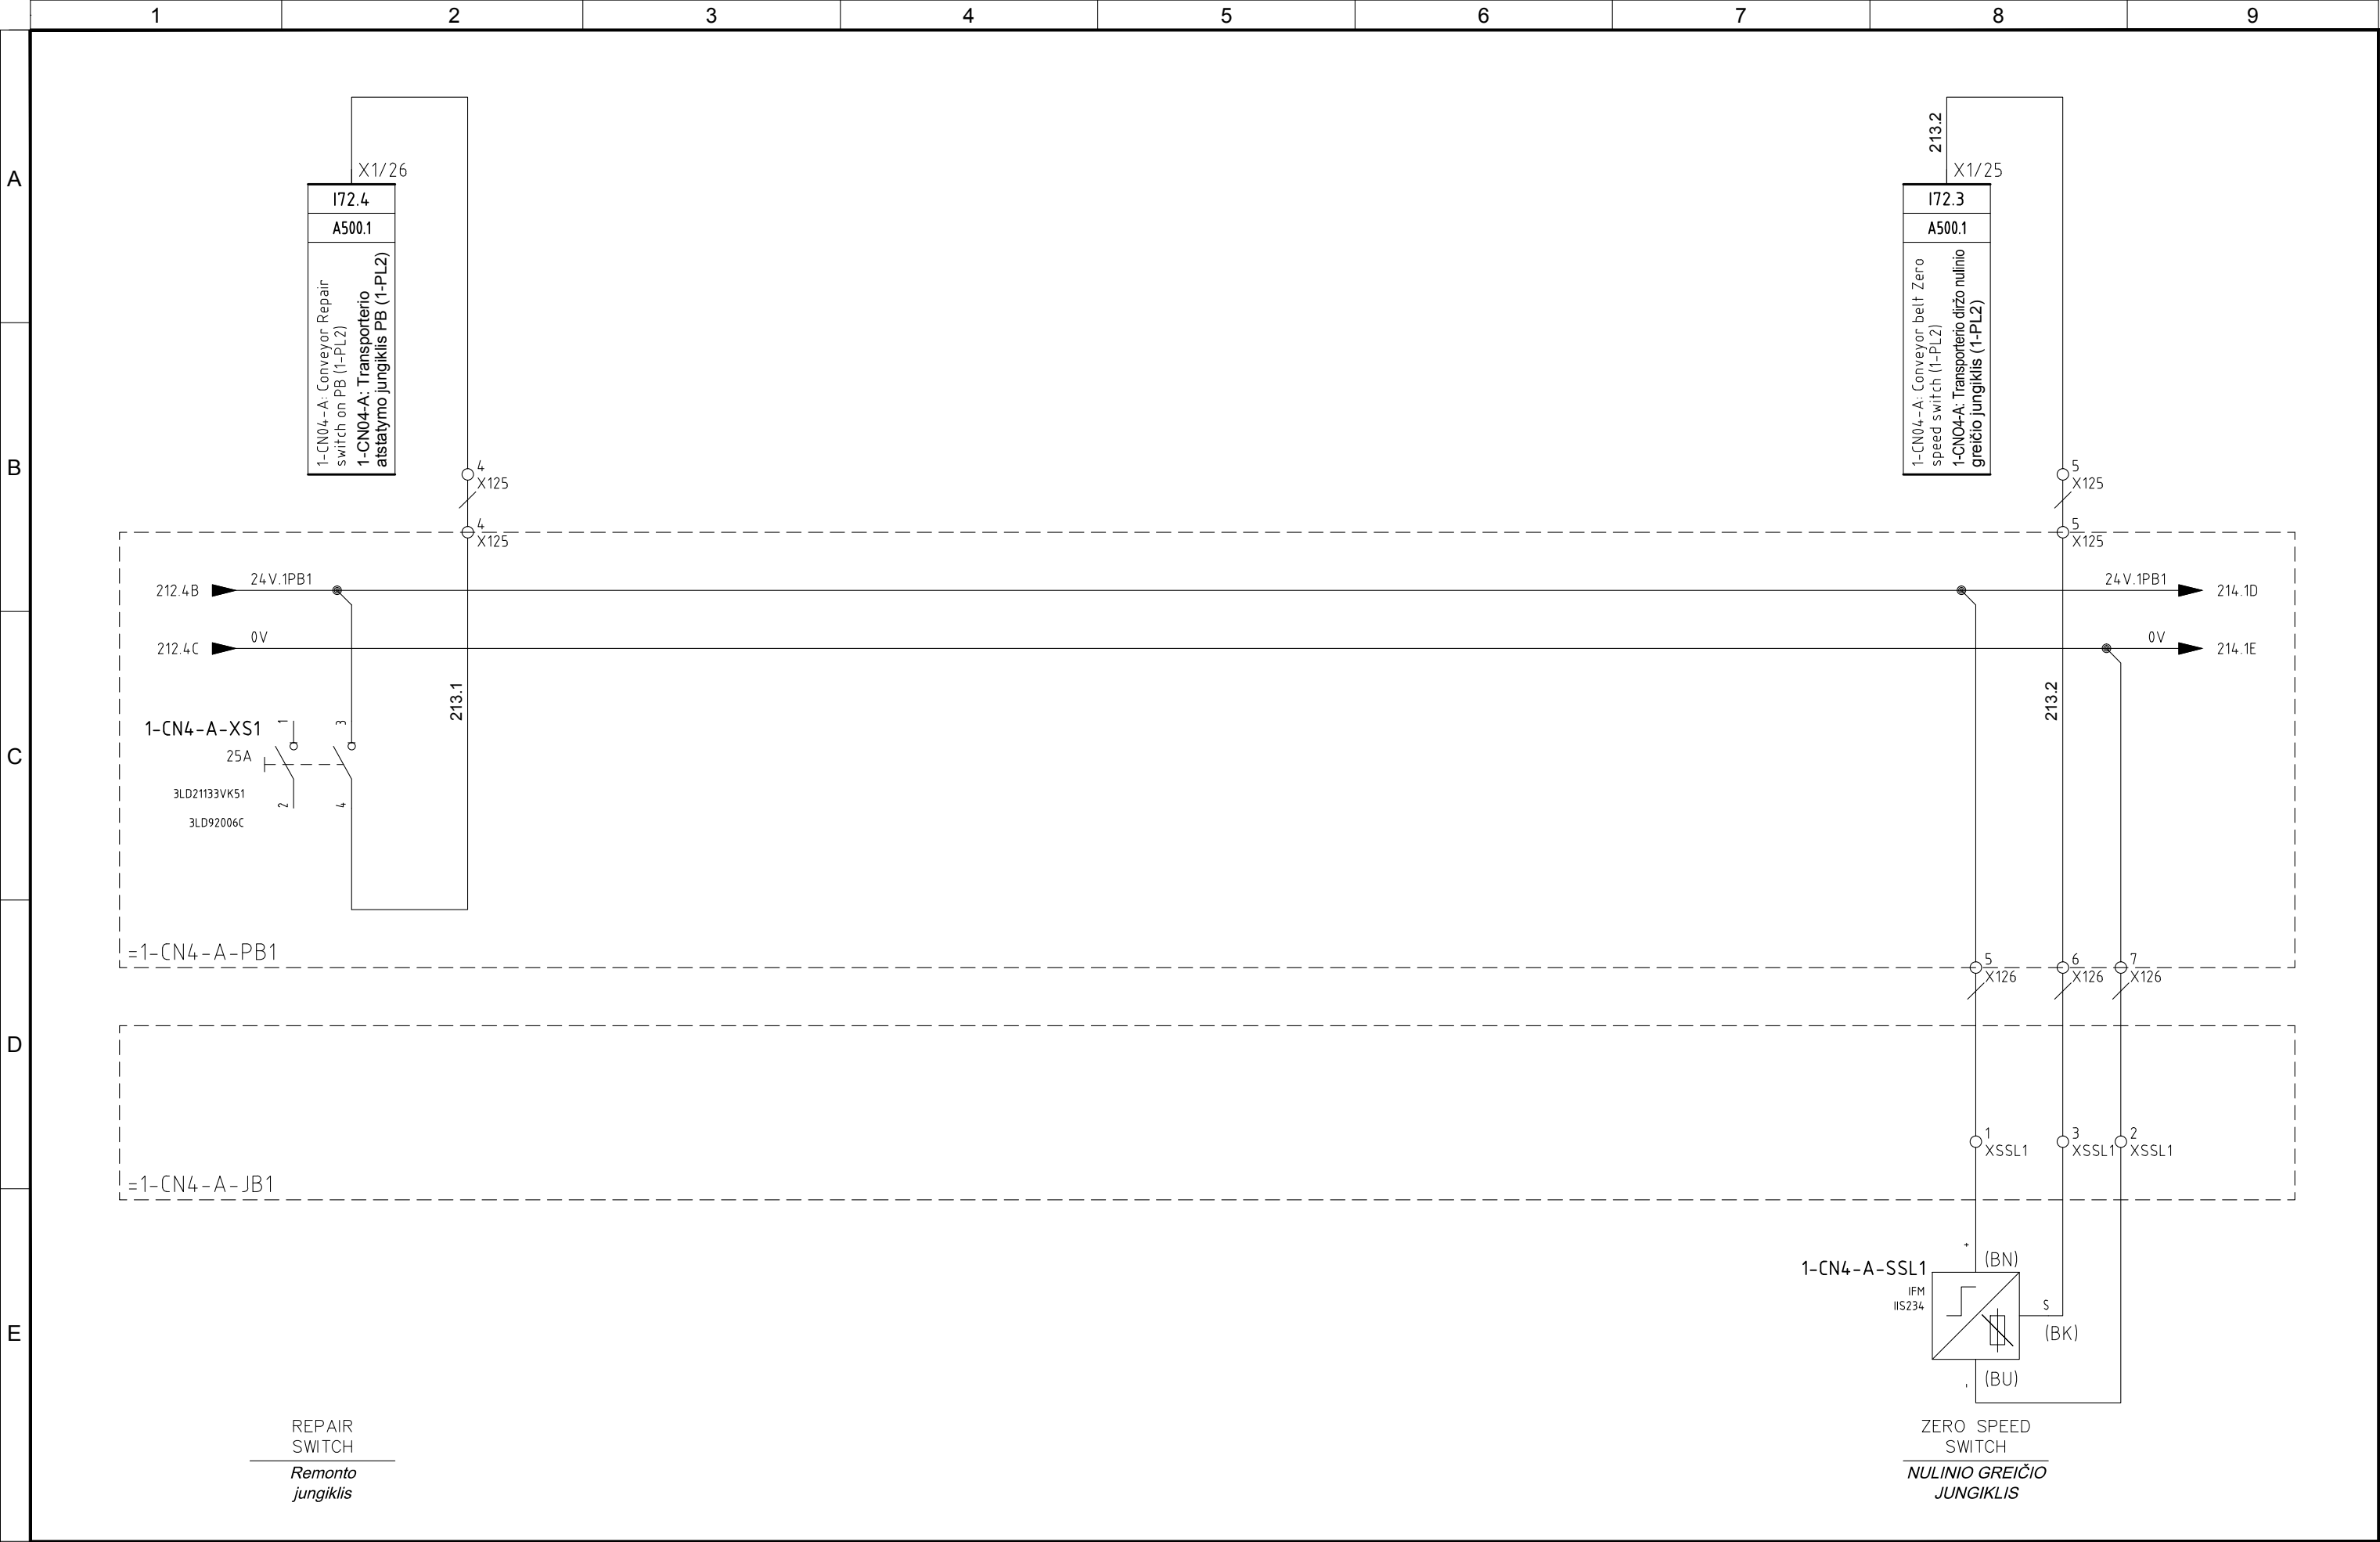 1 2 3 4 5 6 7 8 9
A
B
C
D
E
X1/26
I72.4
A500.1
1-CN04-A: Conveyor Repair
switch on PB (1-PL2)
1-CN04-A: Transporterio
atstatymo jungiklis PB (1-PL2)
4
X125
4
X125
213.2
X1/25
I72.3
A500.1
1-CN04-A: Conveyor belt Zero
speed switch (1-PL2)
1-CNO4-A: Transporterio diržo nulinio
greičio jungiklis (1-PL2)
5
X125
5
X125
212.4B
24V.1PB1
24V.1PB1
214.1D
212.4C
0V
0V
214.1E
213.1
213.2
1-CN4-A-XS1
25A
3LD21133VK51
3LD92006C
1
2
3
4
=1-CN4-A-PB1
5
X126
6
X126
7
X126
1
XSSL1
3
XSSL1
2
XSSL1
=1-CN4-A-JB1
+
(BN)
1-CN4-A-SSL1
IFM
IIS234
S
(BK)
-
(BU)
REPAIR
SWITCH
Remonto
jungiklis
ZERO SPEED
SWITCH
NULINIO GREIČIO
JUNGIKLIS